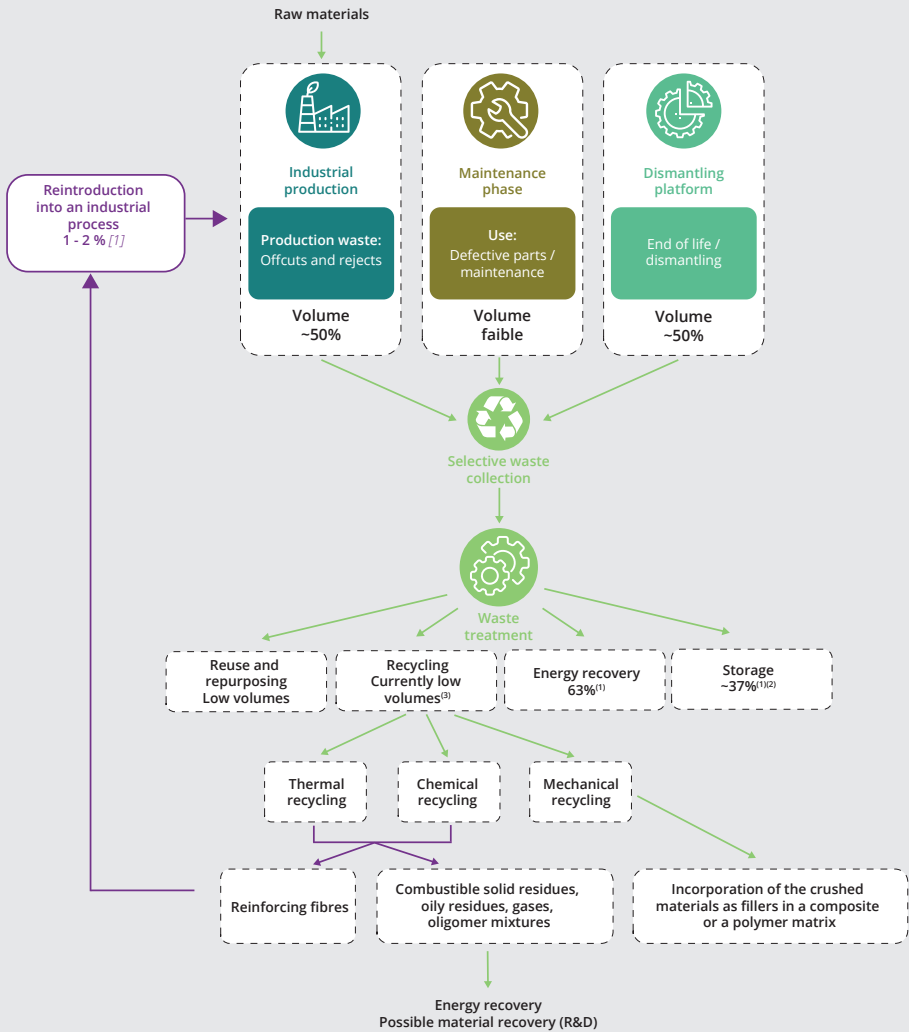 Raw materials
Industrial
production
Production waste:
Offcuts and rejects
Volume
~50%
Maintenance
phase
Use:
Defective parts /
maintenance
Volume
faible
Dismantling
platform
End of life /
dismantling
Volume
~50%
Reintroduction
into an industrial
process
1 - 2 % [1]
Selective waste
collection
Waste
treatment
Reuse and
repurposing
Low volumes
Recycling
Currently low
volumes(3)
Energy recovery
63%(1)
Storage
~37%(1)(2)
Thermal
recycling
Chemical
recycling
Mechanical
recycling
Reinforcing fibres
Combustible solid residues,
oily residues, gases,
oligomer mixtures
Incorporation of the crushed
materials as fillers in a composite
or a polymer matrix
Energy recovery
Possible material recovery (R&D)